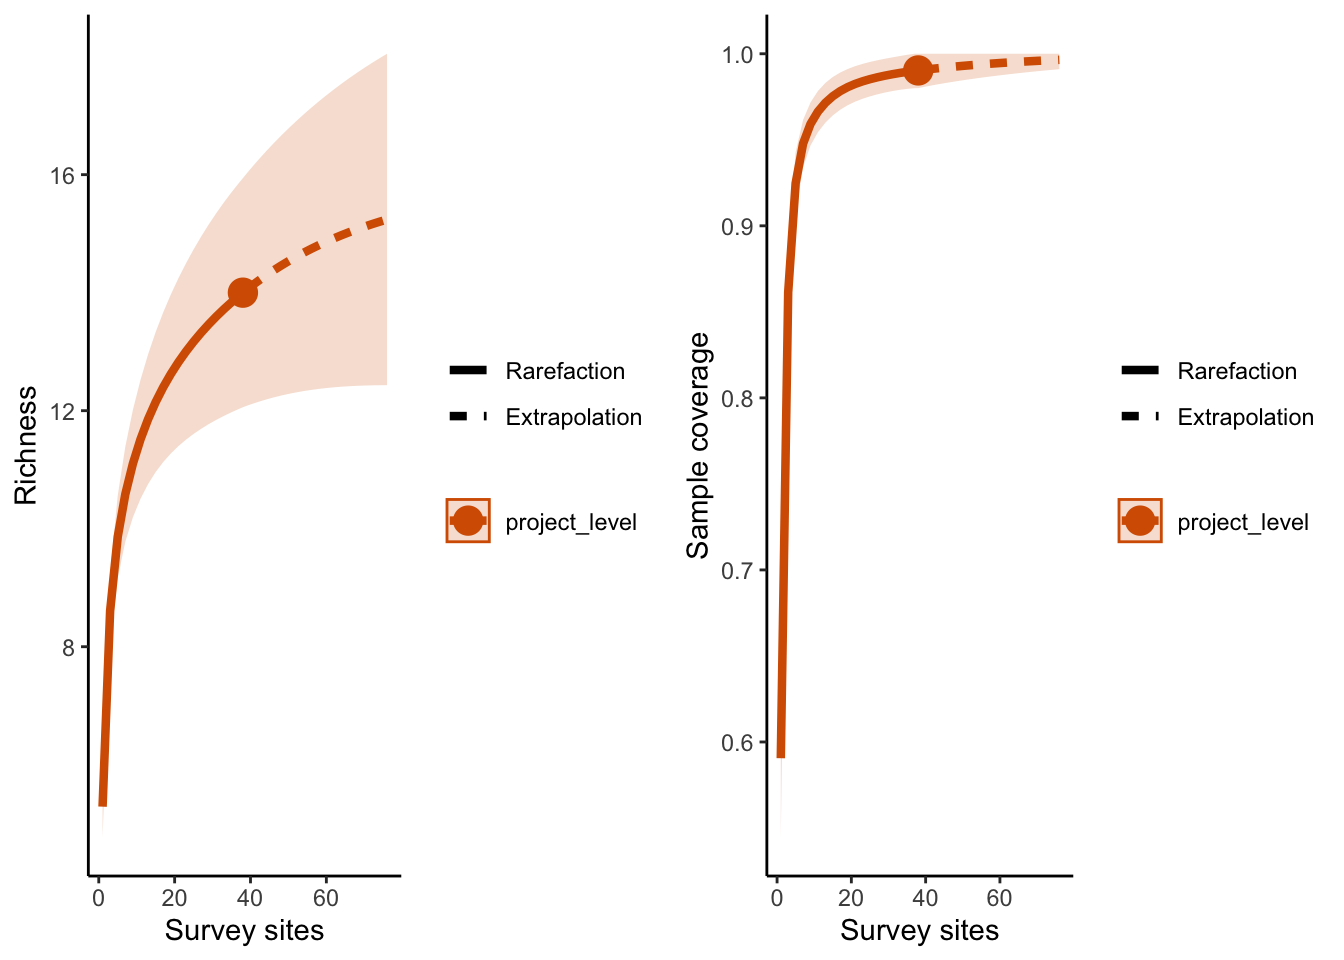 Richness
16
12
8
0
20
40
60
Survey sites
Rarefaction
Extrapolation
project_level
Sample coverage
1.0
0.9
0.8
0.7
0.6
0
20
40
60
Survey sites
Rarefaction
Extrapolation
project_level